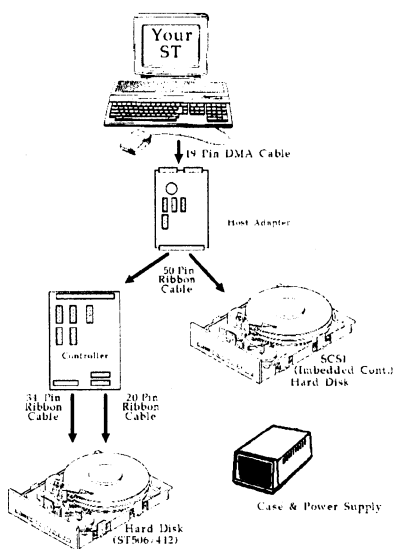 Your
ST
19 Pin DMA Cable
Host Adapter
50 Pin
Ribbon
Cable
Controller
SCSI
(Imbedded Cont.)
Hard Disk
34 Pin
Ribbon
Cable
20 Pin
Ribbon
Cable
Case & Power Supply
Hard Disk
(ST506/412)